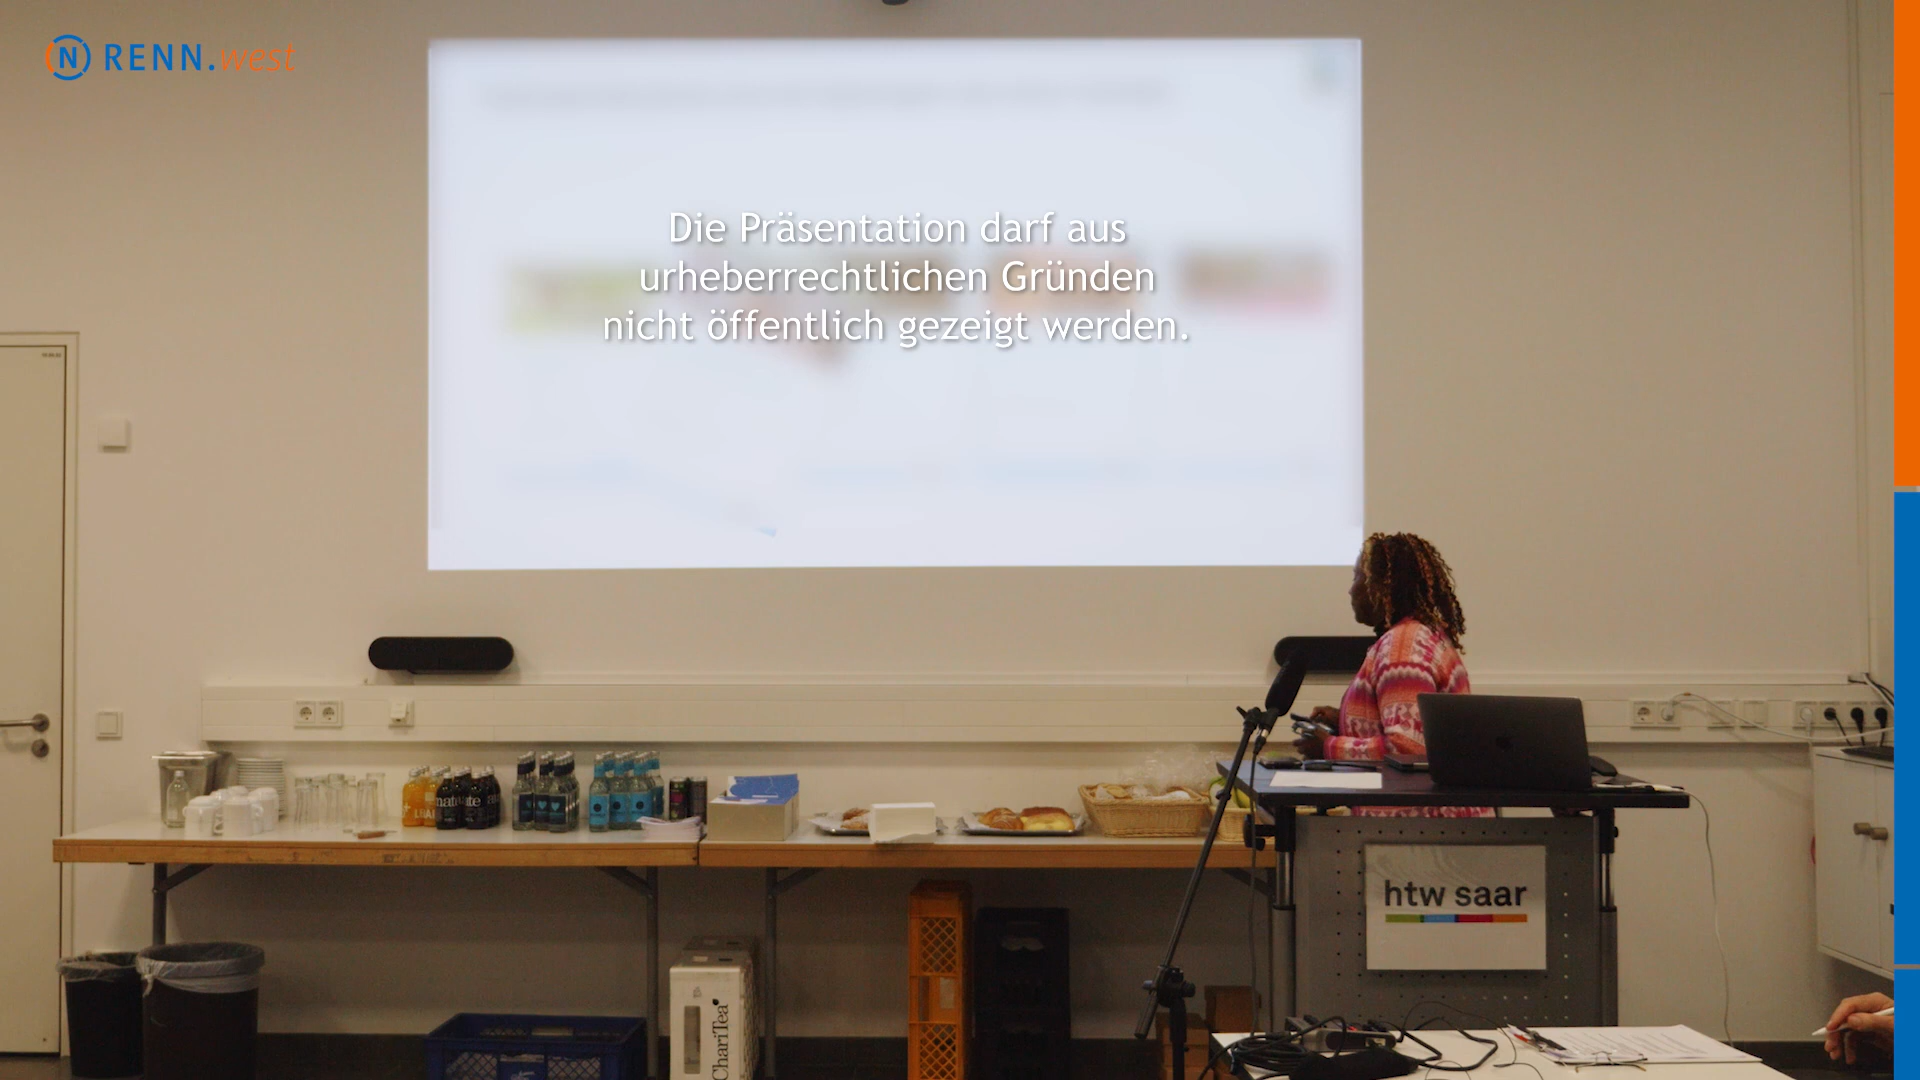 RENN.west
Die Präsentation darf aus
urheberrechtlichen Gründen
nicht öffentlich gezeigt werden.
htw saar
ChariTea